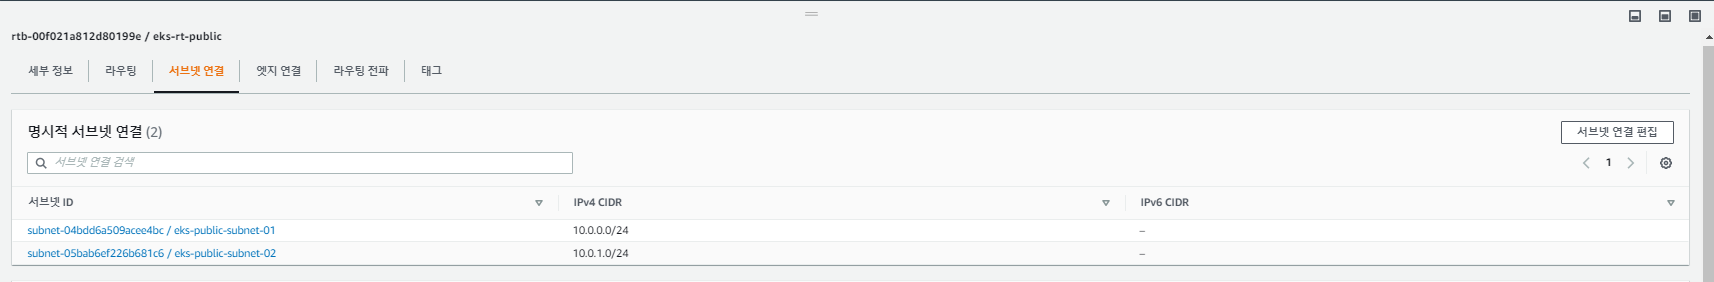 rtb-00f021a812d80199e / eks-rt-public
세부 정보 라우팅 서브넷 연결 엣지 연결 라우팅 전파 태그
명시적 서브넷 연결 (2)
서브넷 연결 편집
서브넷 연결 검색
1
서브넷 ID IPv4 CIDR IPv6 CIDR
subnet-04bdd6a509acee4bc / eks-public-subnet-01 10.0.0.0/24 –
subnet-05bab6ef226b681c6 / eks-public-subnet-02 10.0.1.0/24 –